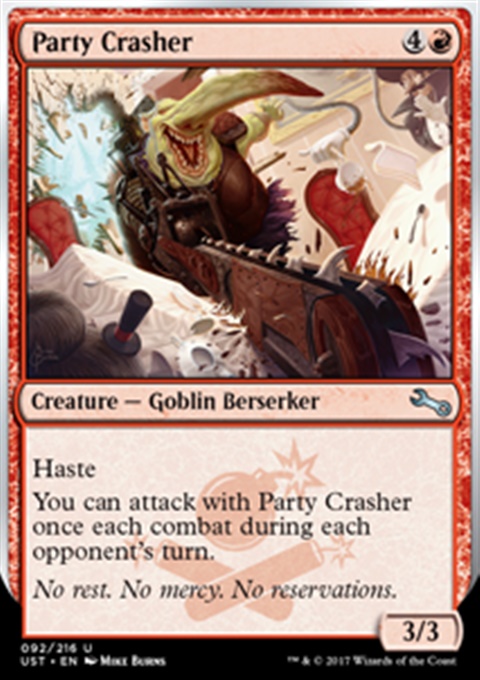 Party Crasher 4
Creature — Goblin Berserker
Haste
You can attack with Party Crasher
once each combat during each
opponent's turn.
No rest. No mercy. No reservations.
3/3
092/216 U
UST • EN Mike Burns
™ & © 2017 Wizards of the Coast